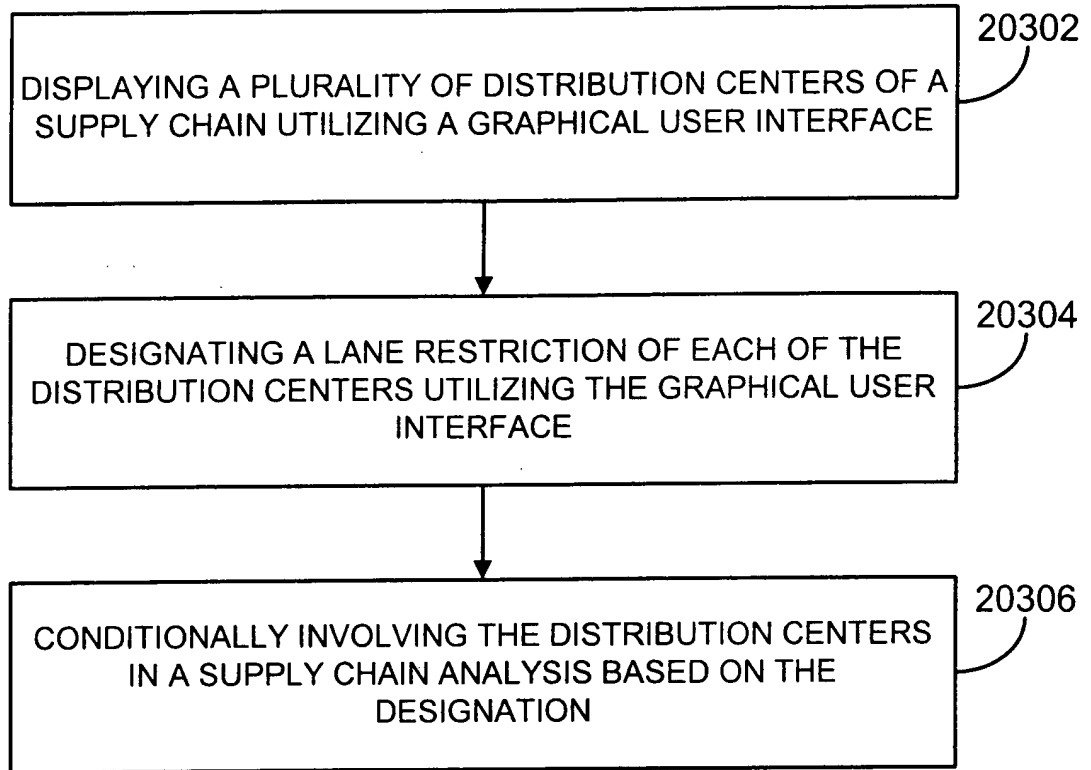 20302
DISPLAYING A PLURALITY OF DISTRIBUTION CENTERS OF A
SUPPLY CHAIN UTILIZING A GRAPHICAL USER INTERFACE
20304
DESIGNATING A LANE RESTRICTION OF EACH OF THE
DISTRIBUTION CENTERS UTILIZING THE GRAPHICAL USER
INTERFACE
20306
CONDITIONALLY INVOLVING THE DISTRIBUTION CENTERS
IN A SUPPLY CHAIN ANALYSIS BASED ON THE
DESIGNATION